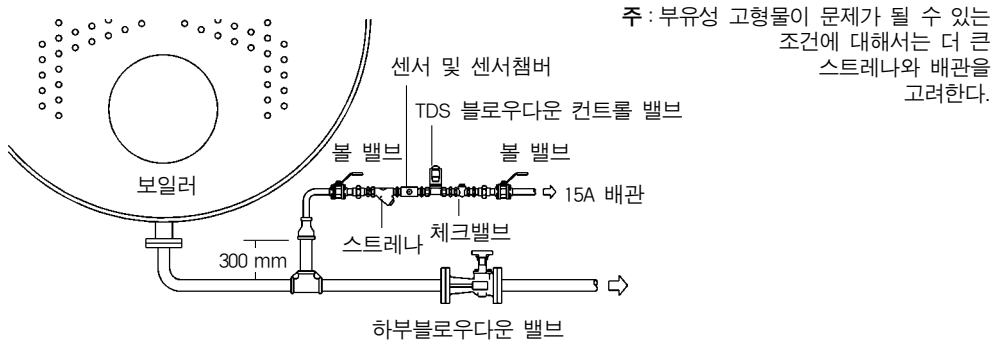 주 : 부유성 고형물이 문제가 될 수 있는
조건에 대해서는 더 큰
스트레나와 배관을
고려한다.
센서 및 센서챔버
TDS 블로우다운 컨트롤 밸브
볼 밸브
볼 밸브
보일러
15A 배관
스트레나
체크밸브
300 mm
하부블로우다운 밸브